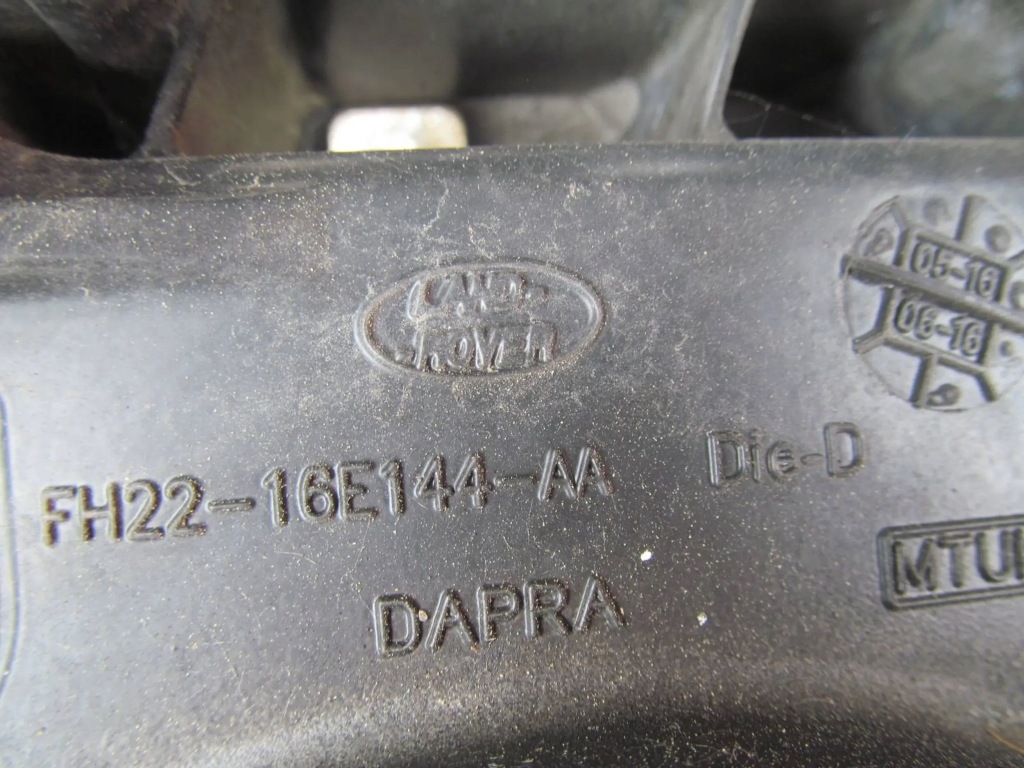 LAND-
ROVER
05-16
06-16
FH22-16E144-AA
Die-D
DAPRA